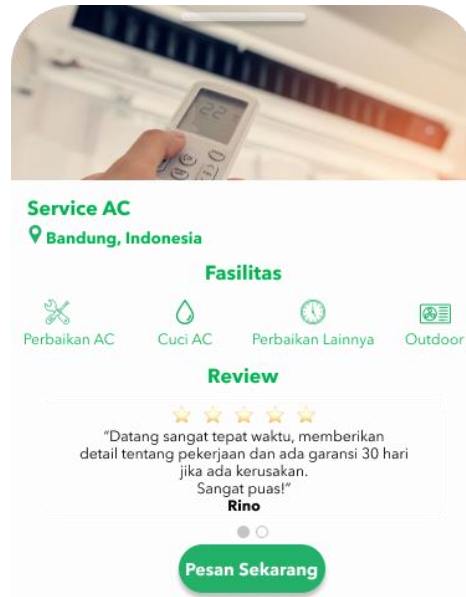 22
Service AC
Bandung, Indonesia
Fasilitas
Perbaikan AC
Cuci AC
Perbaikan Lainnya
Outdoor
Review
“Datang sangat tepat waktu, memberikan
detail tentang pekerjaan dan ada garansi 30 hari
jika ada kerusakan.
Sangat puas!”
Rino
Pesan Sekarang